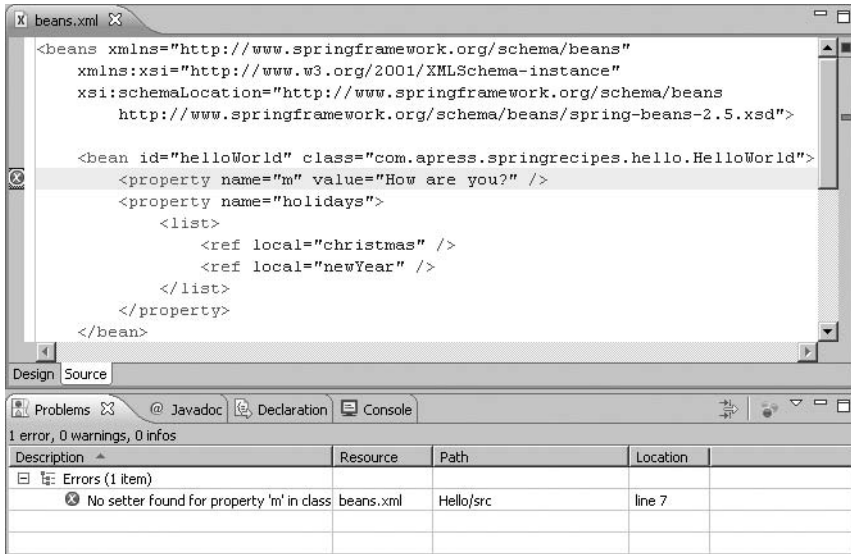 beans.xml
<beans xmlns="http://www.springframework.org/schema/beans"
    xmlns:xsi="http://www.w3.org/2001/XMLSchema-instance"
    xsi:schemaLocation="http://www.springframework.org/schema/beans
        http://www.springframework.org/schema/beans/spring-beans-2.5.xsd">
    <bean id="helloWorld" class="com.apress.springrecipes.hello.HelloWorld">
        <property name="m" value="How are you?" />
        <property name="holidays">
            <list>
                <ref local="christmas" />
                <ref local="newYear" />
            </list>
        </property>
    </bean>
Design Source
Problems @ Javadoc Declaration Console
1 error, 0 warnings, 0 infos
Description Resource Path Location
Errors (1 item)
No setter found for property 'm' in class beans.xml Hello/src line 7